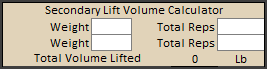 Secondary Lift Volume Calculator
Weight Total Reps
Weight Total Reps
Total Volume Lifted 0 Lb